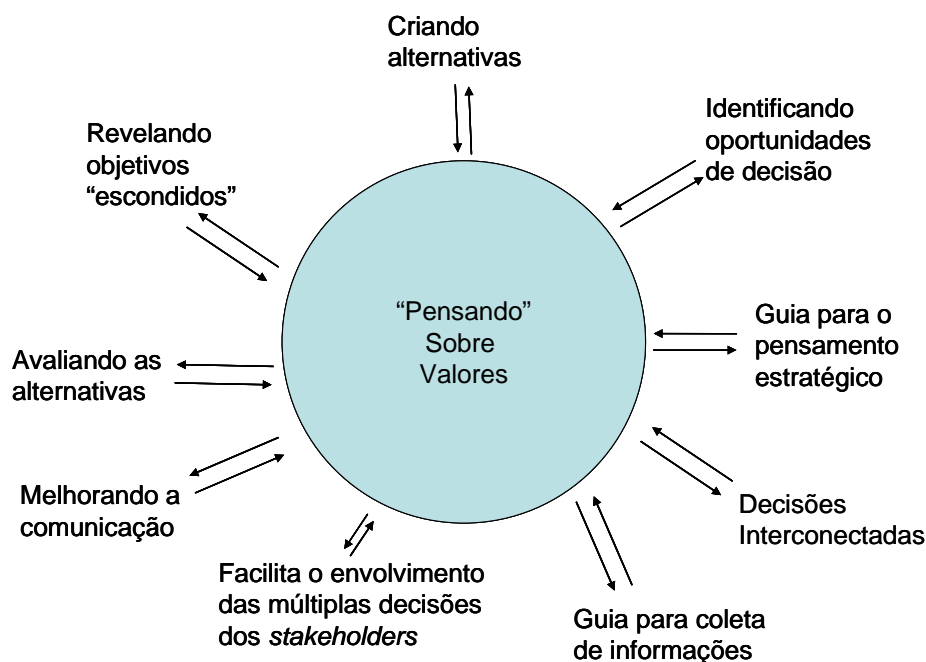 Criando
alternativas
Identificando
oportunidades
de decisão
Revelando
objetivos
“escondidos”
“Pensando”
Sobre
Valores
Guia para o
pensamento
estratégico
Avaliando as
alternativas
Melhorando a
comunicação
Decisões
Interconectadas
Facilita o envolvimento
das múltiplas decisões
dos stakeholders
Guia para coleta
de informações